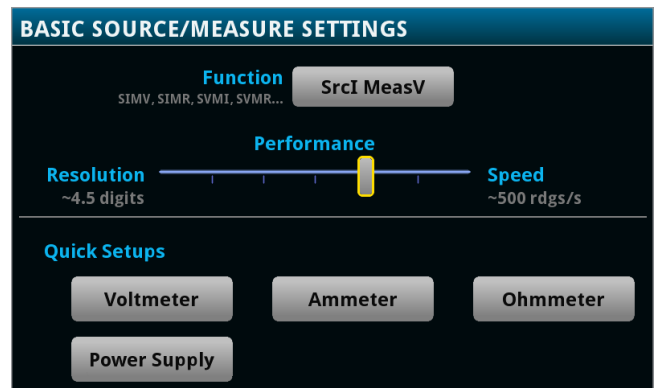 BASIC SOURCE/MEASURE SETTINGS
Function
SIMV, SIMR, SVMI, SVMR...
SrcI MeasV
Performance
Resolution
~4.5 digits
Speed
~500 rdgs/s
Quick Setups
Voltmeter
Ammeter
Ohmmeter
Power Supply